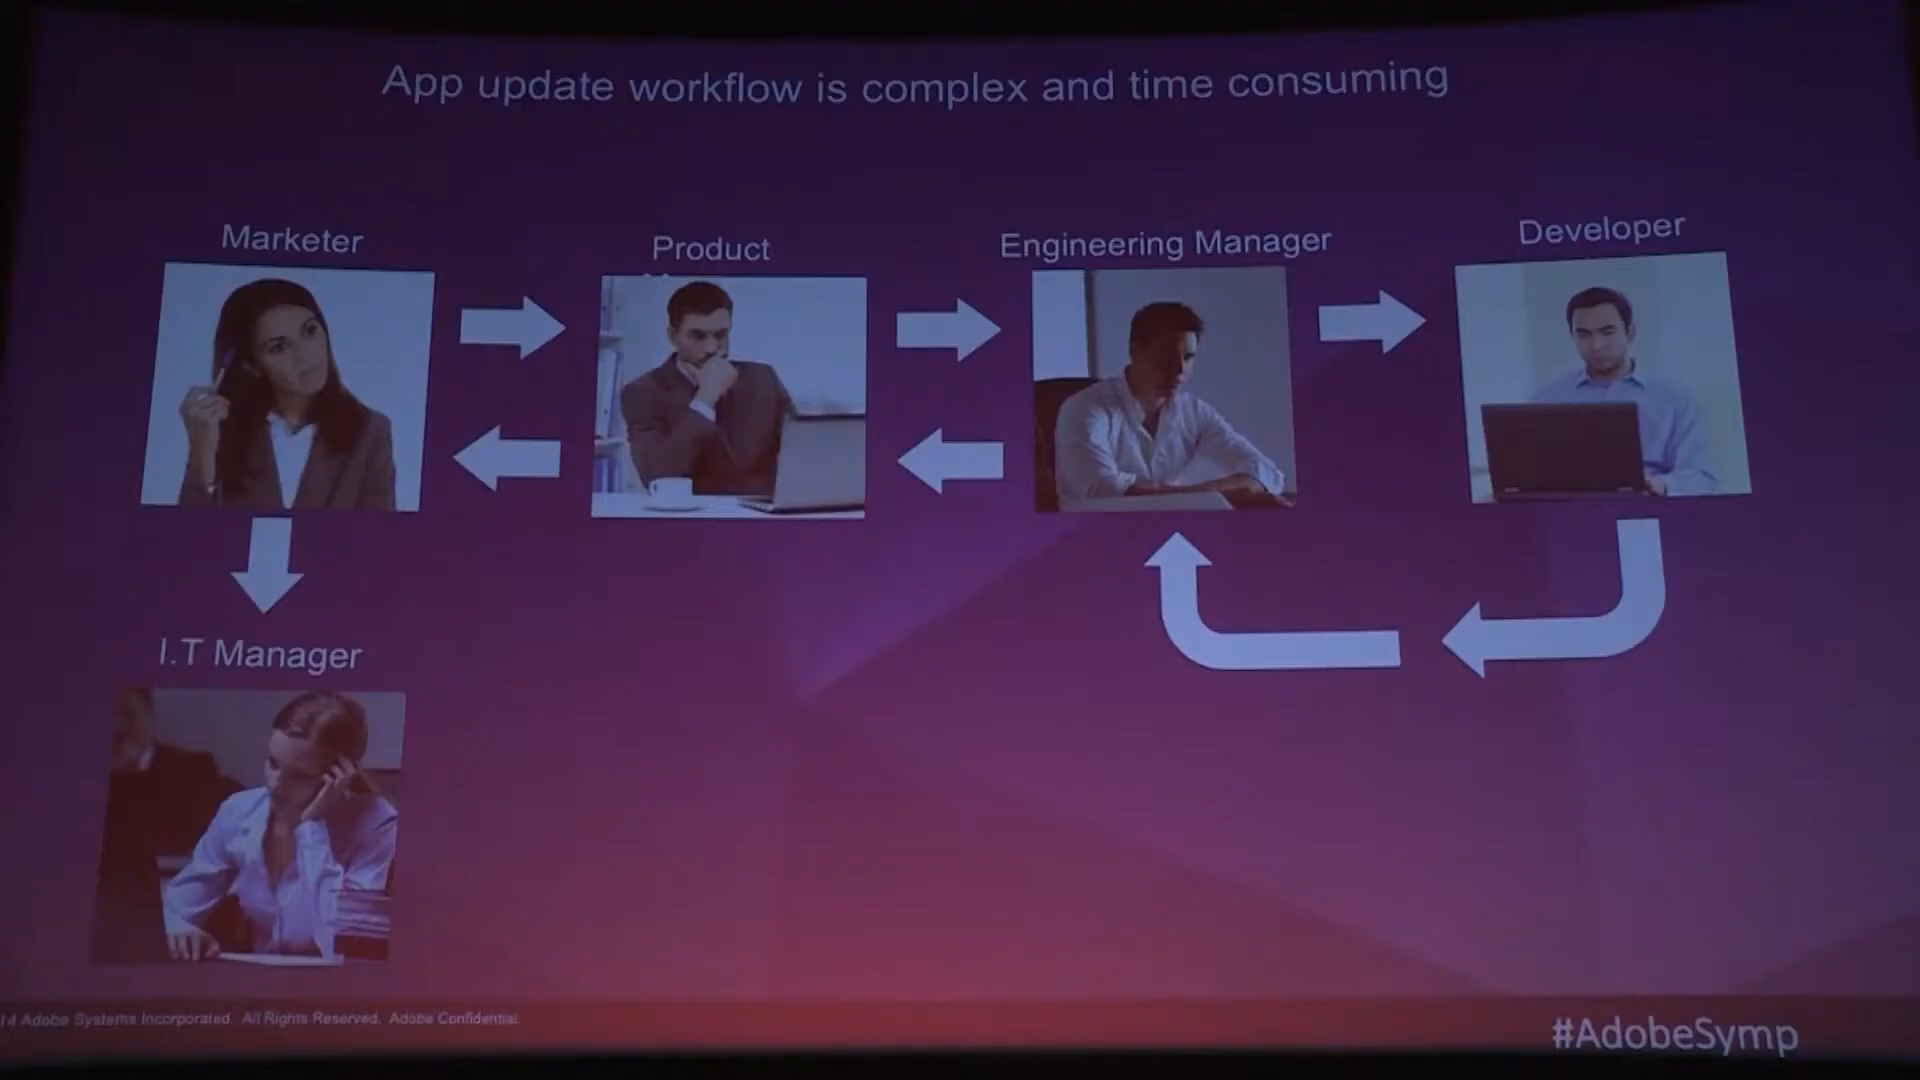 App update workflow is complex and time consuming
Marketer
Product
Engineering Manager
Developer
I.T Manager
14 Adobe Systems Incorporated. All Rights Reserved. Adobe Confidential.
#AdobeSymp